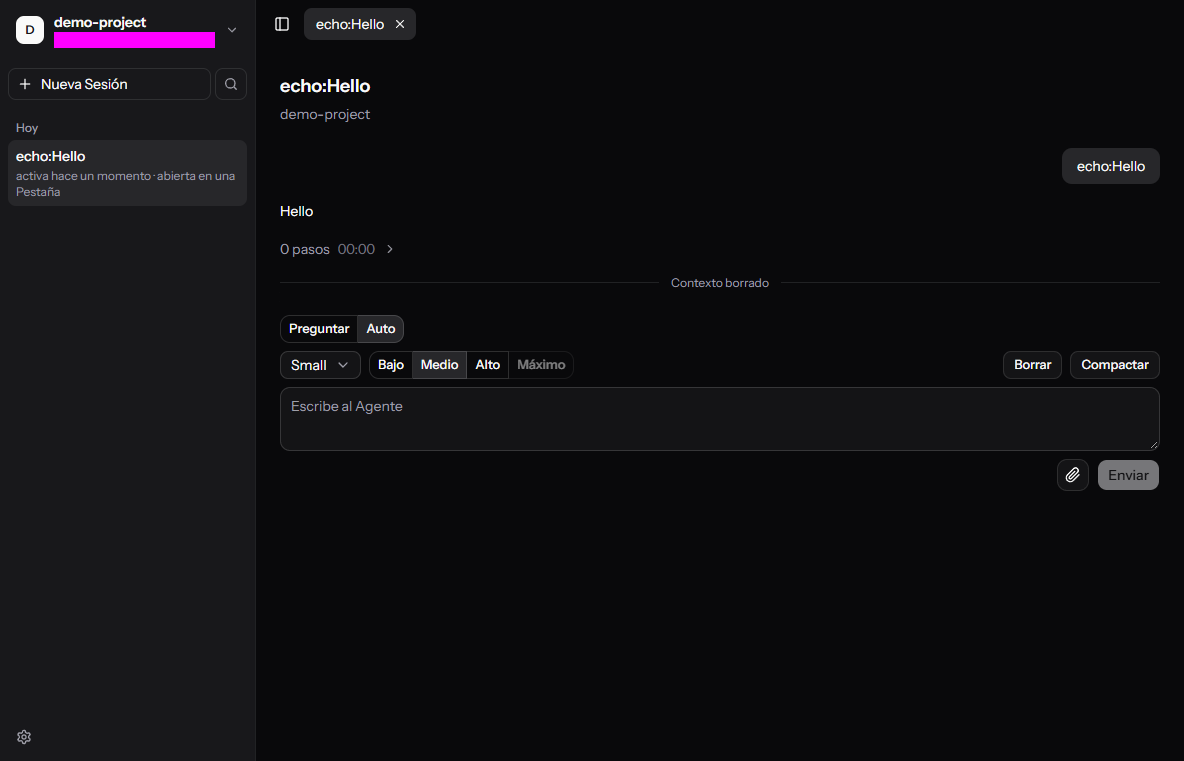 D
demo-project
Nueva Sesión
Hoy
echo:Hello
activa hace un momento · abierta en una
Pestaña
echo:Hello
echo:Hello
demo-project
echo:Hello
Hello
0 pasos 00:00
Contexto borrado
Preguntar Auto
Small Bajo Medio Alto Máximo Borrar Compactar
Escribe al Agente
Enviar